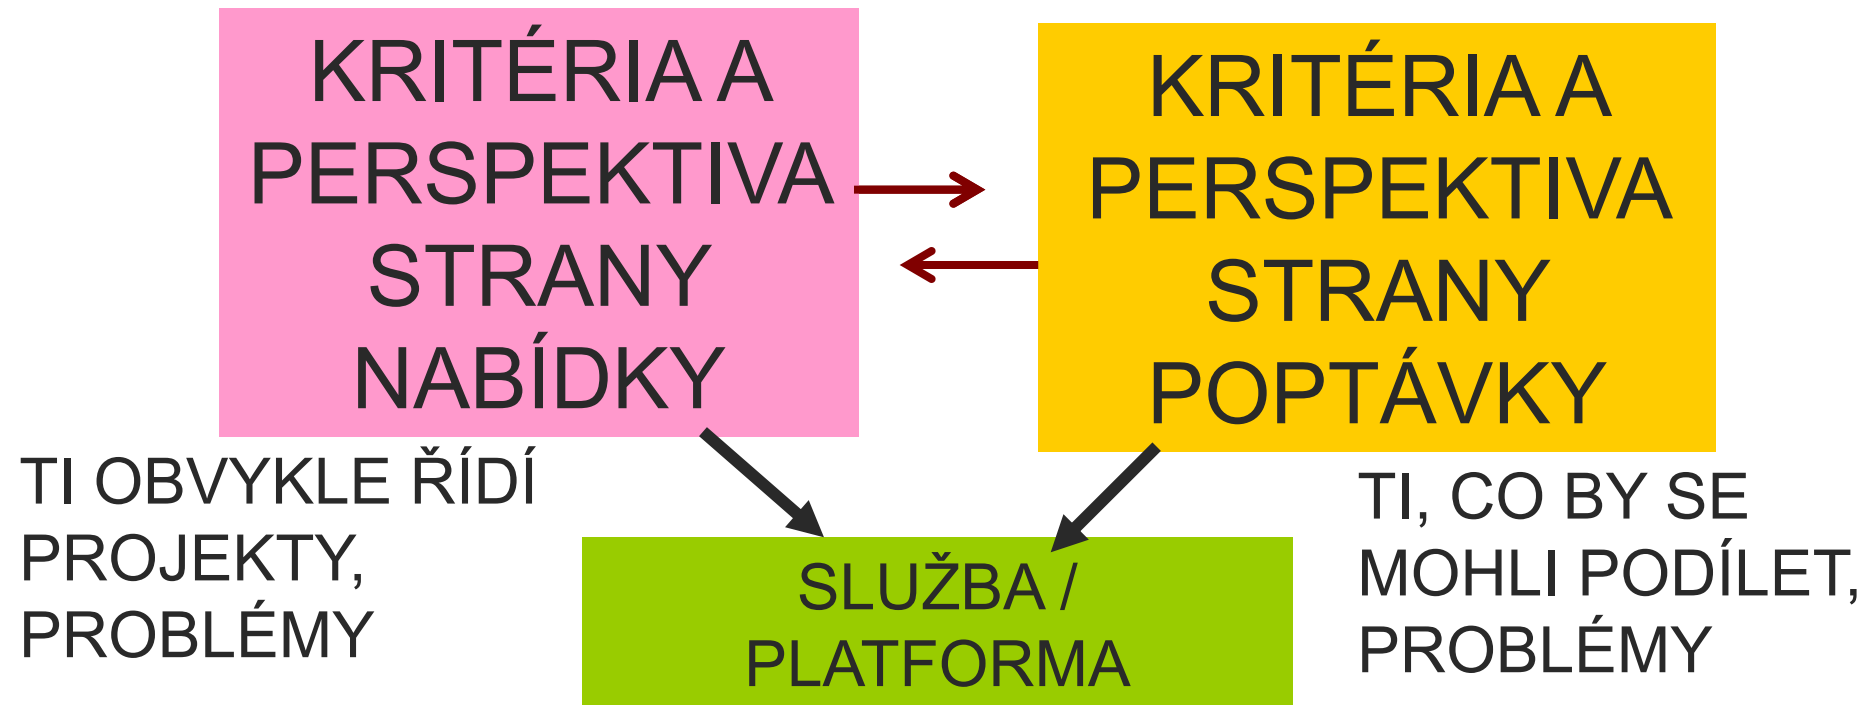 KRITÉRIA A
PERSPEKTIVA
STRANY
NABÍDKY
KRITÉRIA A
PERSPEKTIVA
STRANY
POPTÁVKY
TI OBVYKLE ŘÍDÍ
PROJEKTY,
PROBLÉMY
TI, CO BY SE
MOHLI PODÍLET,
PROBLÉMY
SLUŽBA /
PLATFORMA